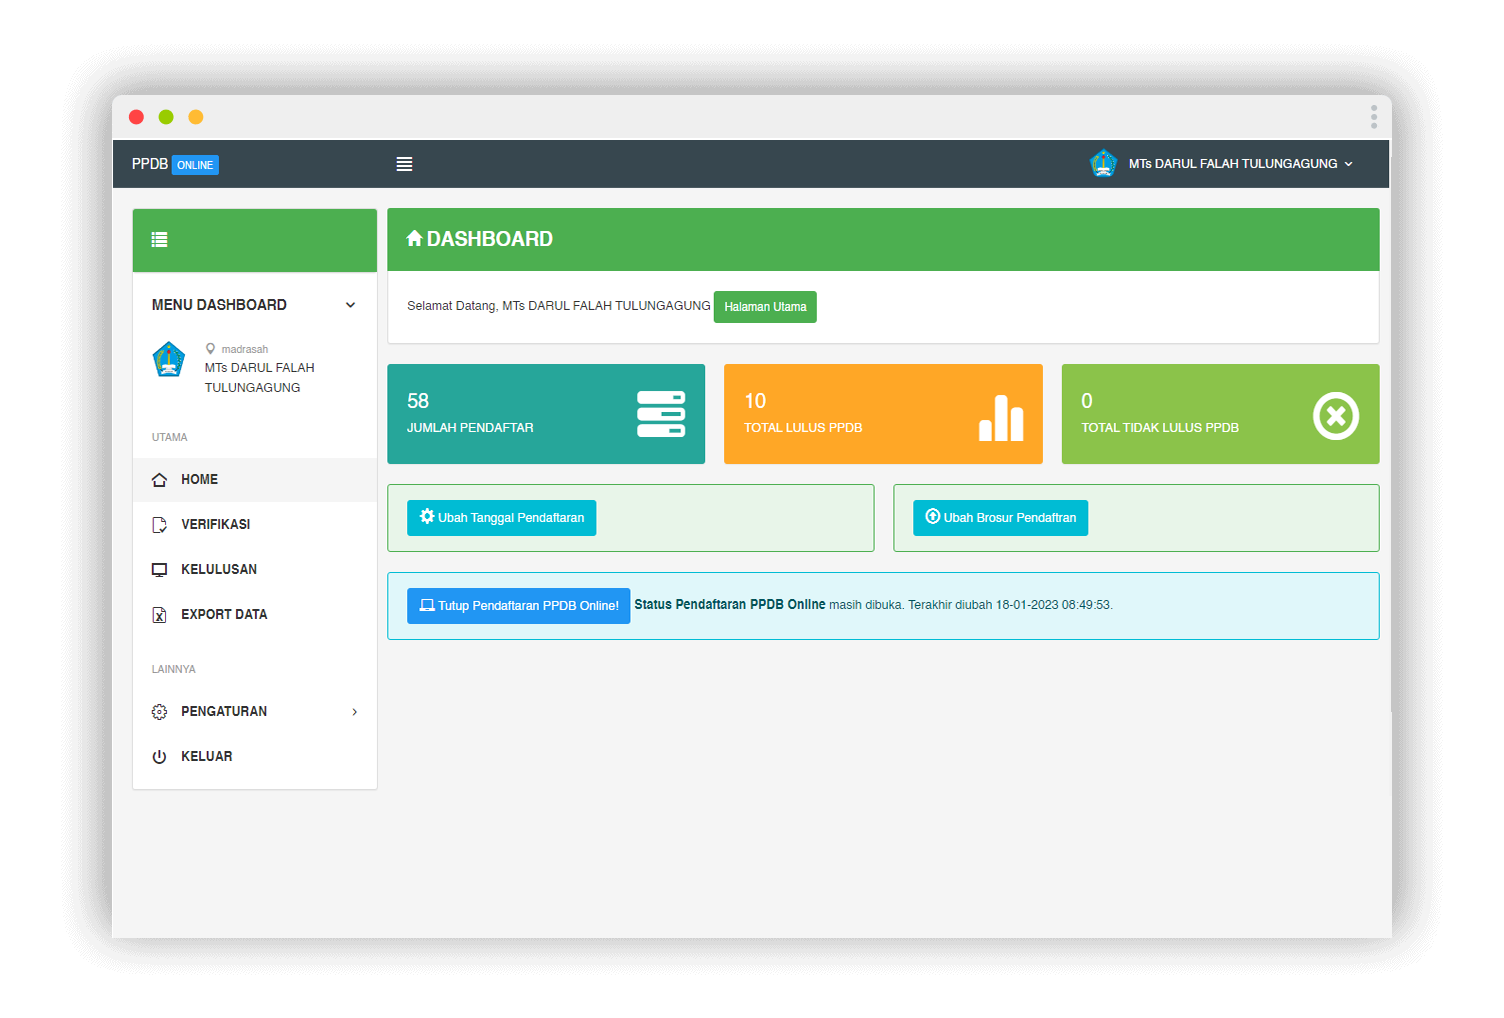 PPDB ONLINE
MTs DARUL FALAH TULUNGAGUNG
MENU DASHBOARD
madrasah
MTs DARUL FALAH
TULUNGAGUNG
UTAMA
HOME
VERIFIKASI
KELULUSAN
EXPORT DATA
LAINNYA
PENGATURAN
KELUAR
DASHBOARD
Selamat Datang, MTs DARUL FALAH TULUNGAGUNG Halaman Utama
58
JUMLAH PENDAFTAR
10
TOTAL LULUS PPDB
0
TOTAL TIDAK LULUS PPDB
Ubah Tanggal Pendaftaran
Ubah Brosur Pendaftran
Tutup Pendaftaran PPDB Online! Status Pendaftaran PPDB Online masih dibuka. Terakhir diubah 18-01-2023 08:49:53.